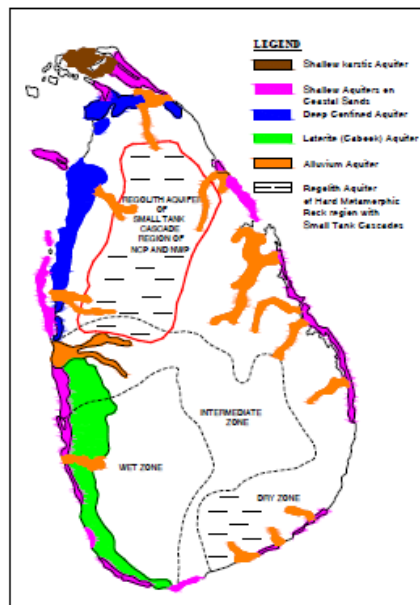 LEGEND
Shallow karstic Aquifer
Shallow Aquifers on
Coastal Sands
Deep Confined Aquifer
Laterite (Cabook) Aquifer
Alluvium Aquifer
Regolith Aquifer
of Hard Metamorphic
Rock region with
Small Tank Cascades
REGOLITH AQUIFER
OF
SMALL TANK
CASCADE
REGION OF
NCP AND NWP
INTERMEDIATE
ZONE
WET ZONE
DRY ZONE